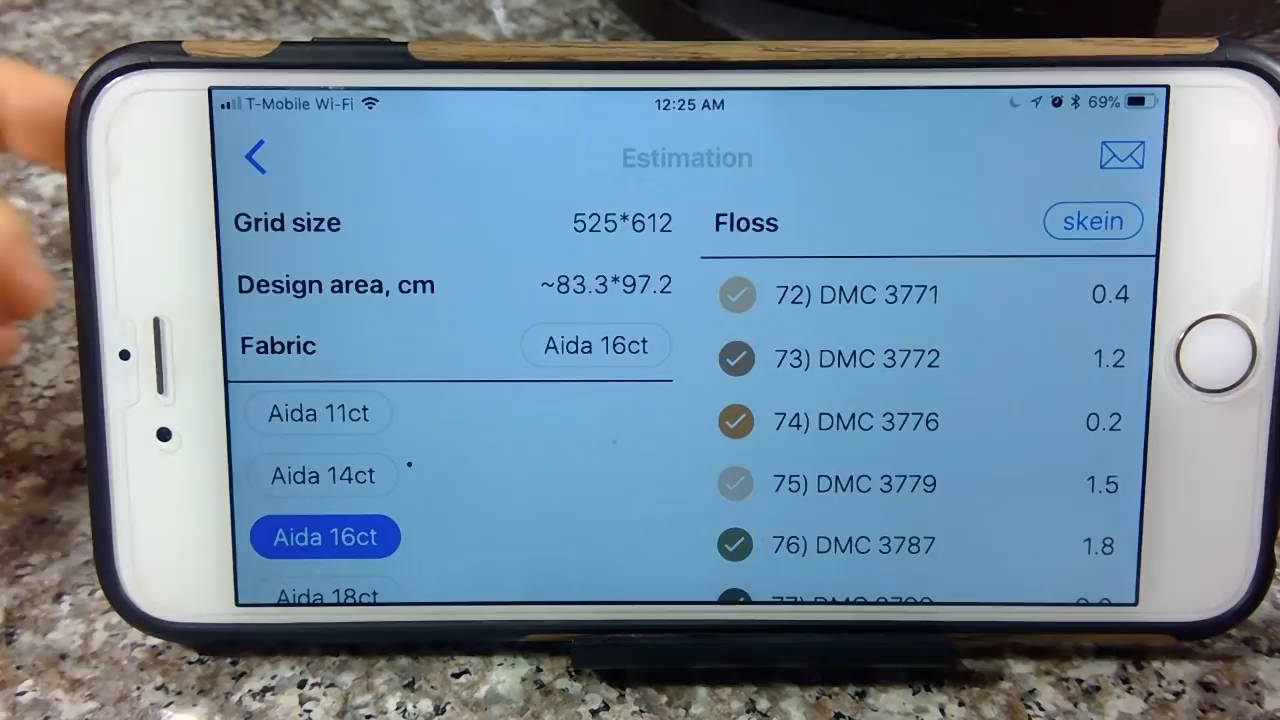 T-Mobile Wi-Fi 12:25 AM 69%
Estimation
Grid size 525*612
Design area, cm ~83.3*97.2
Fabric Aida 16ct
Aida 11ct
Aida 14ct
Aida 16ct
Aida 18ct
Floss skein
72) DMC 3771 0.4
73) DMC 3772 1.2
74) DMC 3776 0.2
75) DMC 3779 1.5
76) DMC 3787 1.8
77) DMC